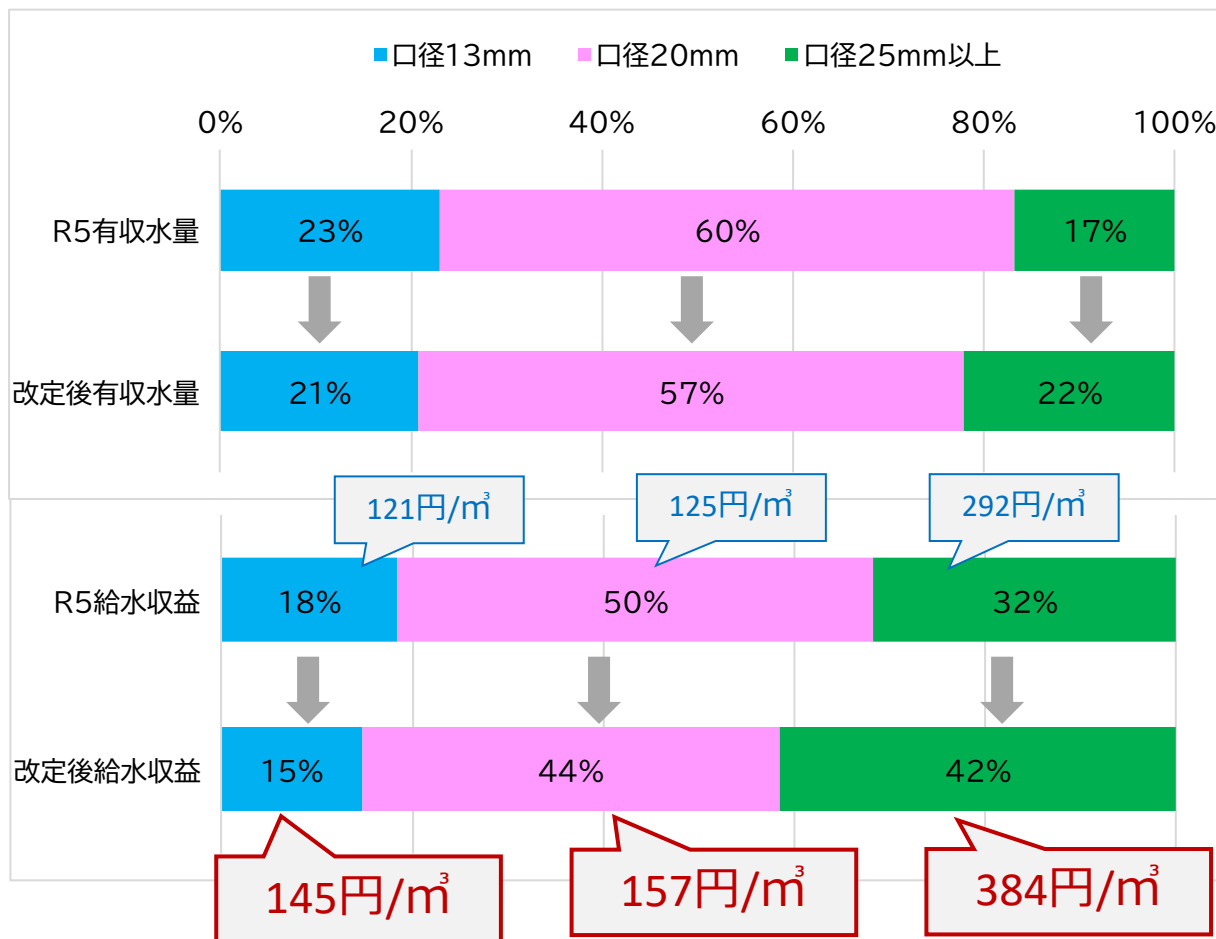 口径13mm 口径20mm 口径25mm以上
0% 20% 40% 60% 80% 100%
R5有収水量 23% 60% 17%
改定後有収水量 21% 57% 22%
121円/㎥ 125円/㎥ 292円/㎥
R5給水収益 18% 50% 32%
改定後給水収益 15% 44% 42%
145円/㎥ 157円/㎥ 384円/㎥